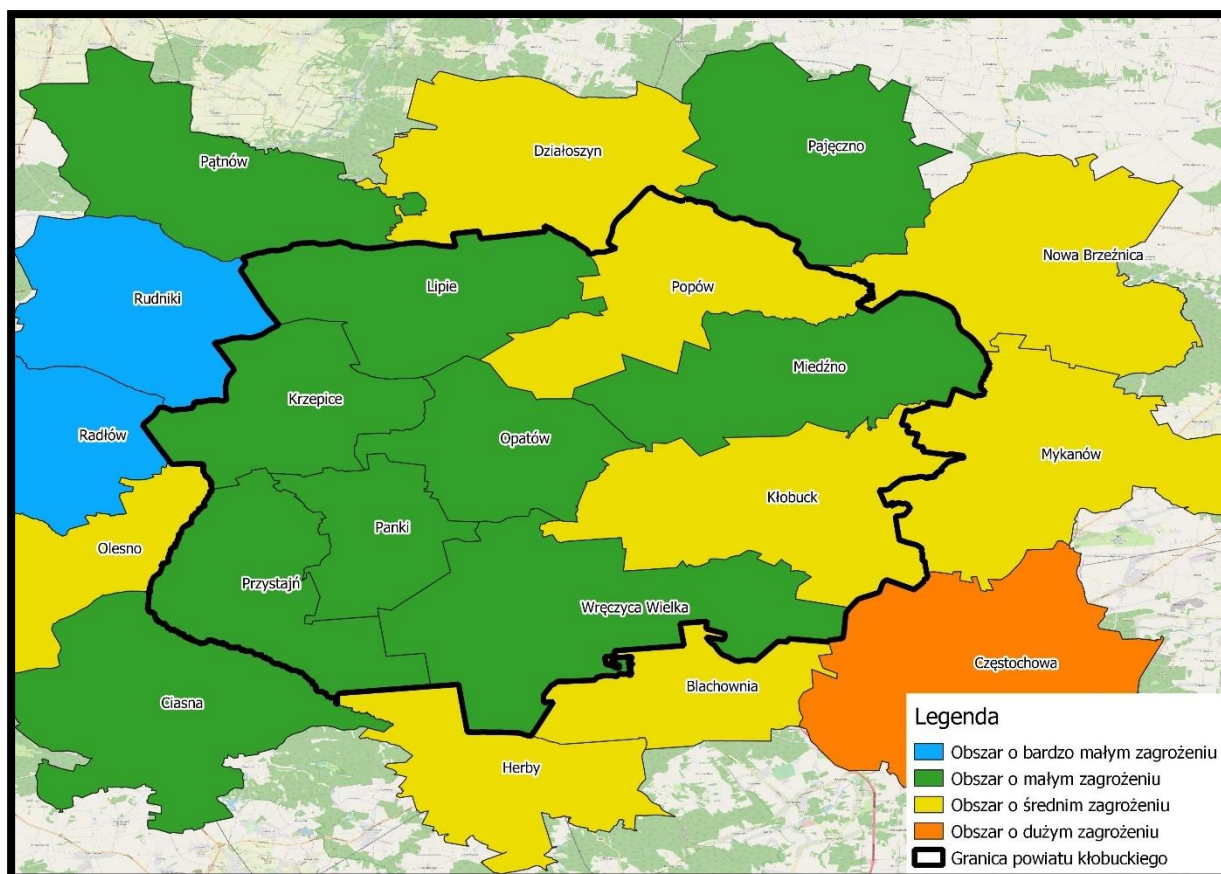 Działoszyn
Pajęczno
Pątnów
Nowa Brzeźnica
Rudniki
Lipie
Popów
Miedźno
Krzepice
Radłów
Opatów
Mykanów
Kłobuck
Panki
Olesno
Przystajń
Wręczyca Wielka
Częstochowa
Blachownia
Ciasna
Herby
Legenda
Obszar o bardzo małym zagrożeniu
Obszar o małym zagrożeniu
Obszar o średnim zagrożeniu
Obszar o dużym zagrożeniu
Granica powiatu kłobuckiego